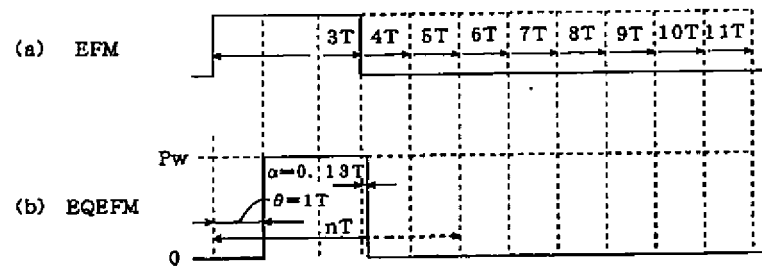 (a) EFM 3T 4T 5T 6T 7T 8T 9T 10T 11T
Pw
α=0.13T
(b) EQEFM θ=1T
nT
0